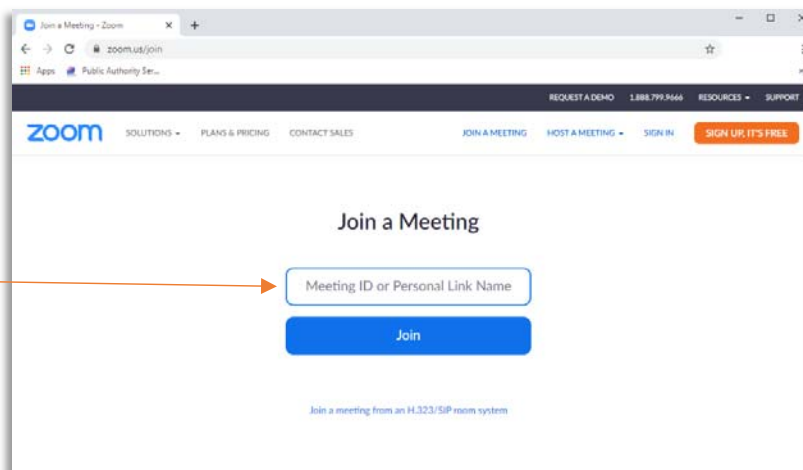 Join a Meeting - Zoom
zoom.us/join
Apps Public Authority Ser...
REQUEST A DEMO 1.888.799.9666 RESOURCES SUPPORT
zoom SOLUTIONS PLANS & PRICING CONTACT SALES JOIN A MEETING HOST A MEETING SIGN IN SIGN UP, IT'S FREE
Join a Meeting
Meeting ID or Personal Link Name
Join
Join a meeting from an H.323/SIP room system